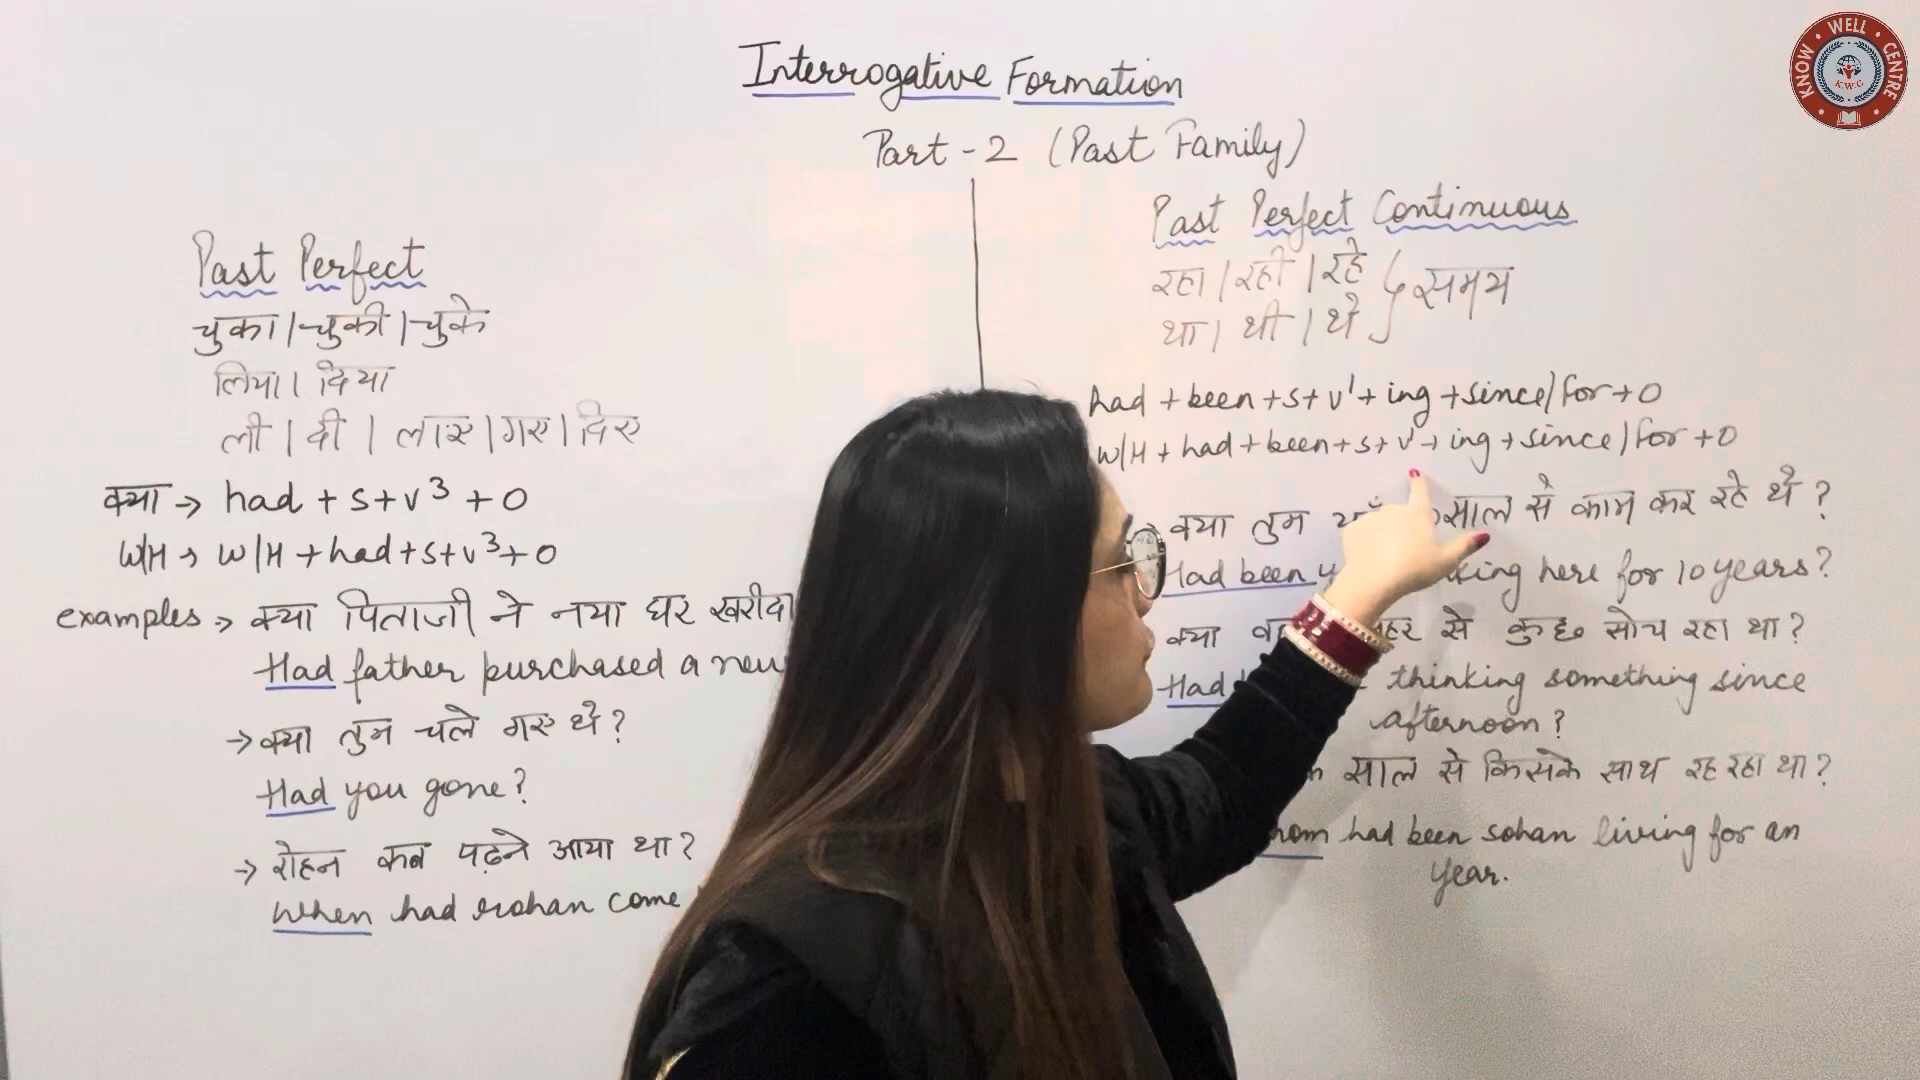 Interrogative Formation
Part - 2 (Past Family)
Past Perfect
चुका / चुकी / चुके
लिया / दिया
ली / दी / लाए / गए / दिए
क्या → had + s + v³ + o
W/H → W/H + had + s + v³ + o
examples → क्या पिताजी ने नया घर खरीदा
Had father purchased a new
→ क्या तुम चले गए थे ?
Had you gone?
→ रोहन कब पढ़ने आया था ?
When had rohan come
Past Perfect Continuous
रहा / रही / रहे } समय
था / थी / थे
had + been + s + v' + ing + since/for + o
W/H + had + been + s + v' + ing + since/for + o
क्या तुम साल से काम कर रहे थे ?
Had been here for 10 years?
क्या से कुछ सोच रहा था ?
Had thinking something since
afternoon ?
साल से किसके साथ रह रहा था ?
had been sohan living for an
year.
KNOW WELL CENTRE
K.W.C